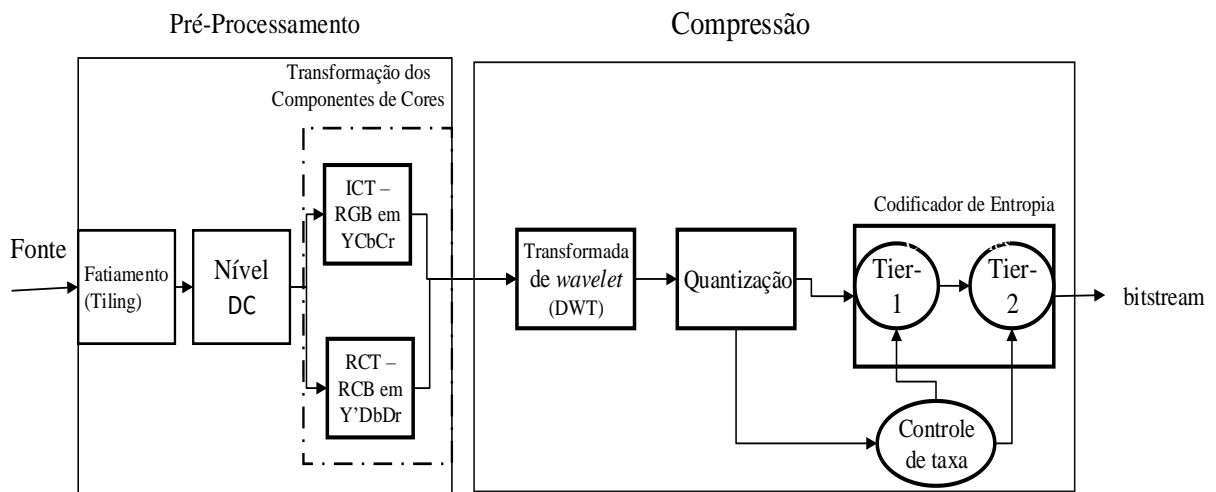 Pré-Processamento
Compressão
Transformação dos
Componentes de Cores
ICT –
RGB em
YCbCr
Codificador de Entropia
Fonte
Fatiamento
(Tiling)
Nível
DC
Transformada
de wavelet
(DWT)
Quantização
Tier-
1
Tier-
2
bitstream
RCT –
RCB em
Y'DbDr
Controle
de taxa